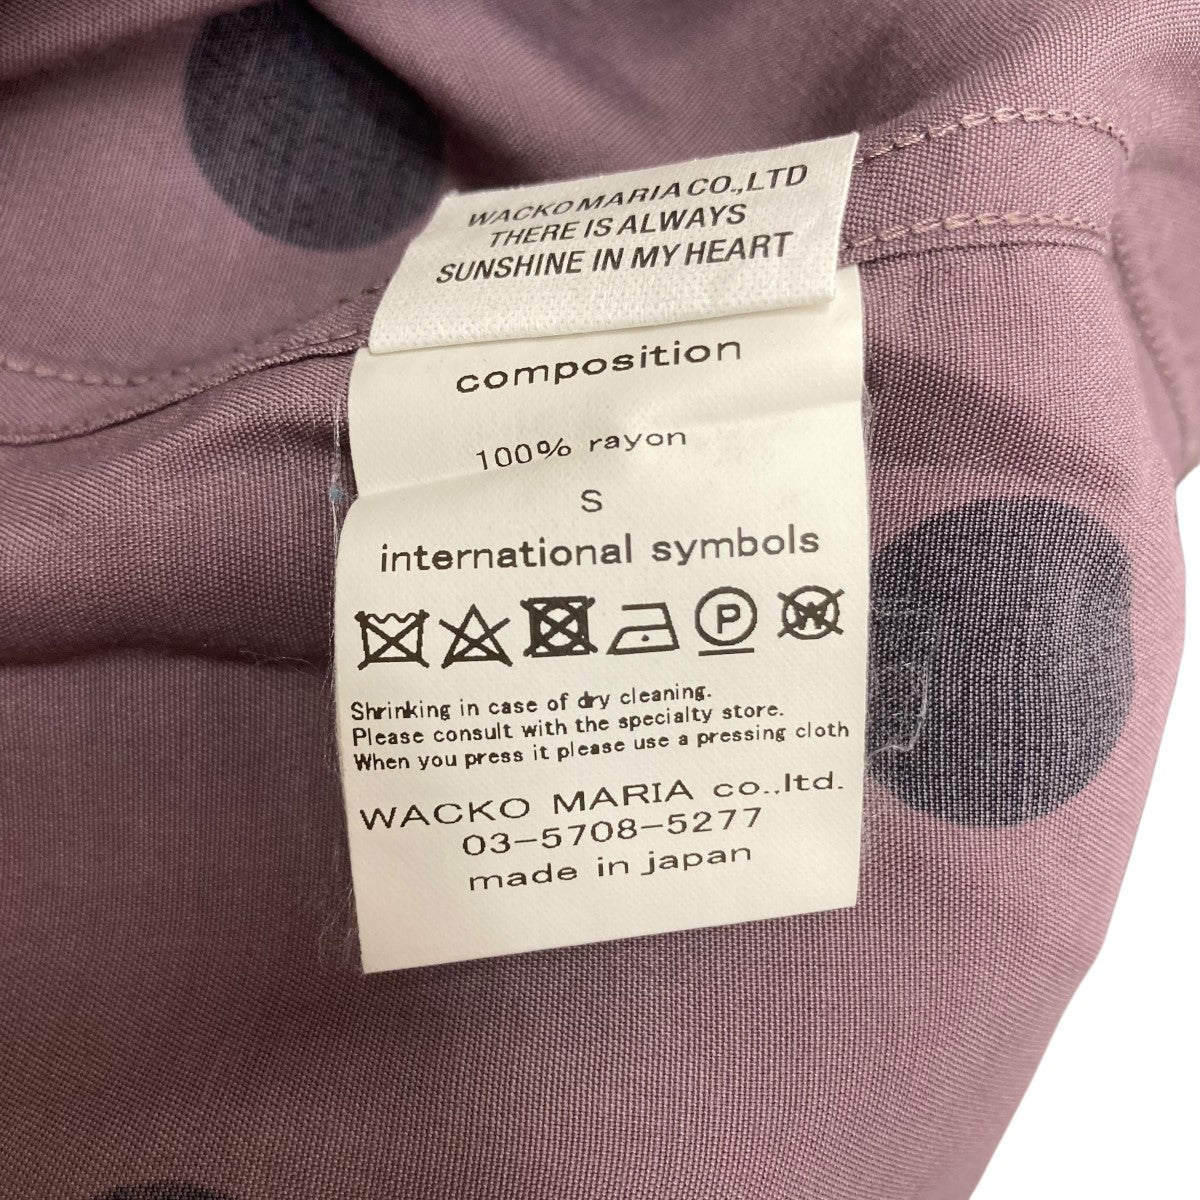 WACKO MARIA CO.,LTD
THERE IS ALWAYS
SUNSHINE IN MY HEART
composition
100% rayon
S
international symbols
P W
Shrinking in case of dry cleaning.
Please consult with the specialty store.
When you press it please use a pressing cloth
WACKO MARIA co.,ltd.
03-5708-5277
made in japan